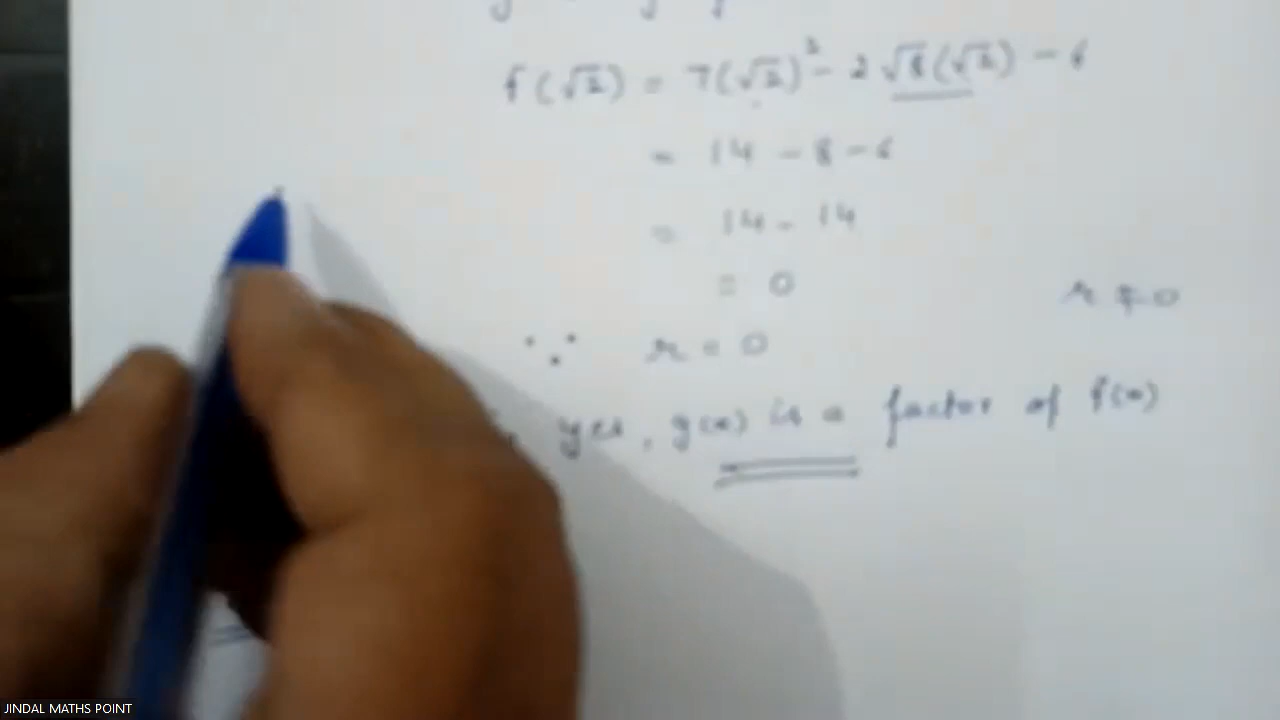 f(√2) = 7(√2)² - 2√8(√2) - 6
= 14 - 8 - 6
= 14 - 14
= 0
r ≠ 0
∵ r = 0
yes, g(x) is a factor of f(x)
JINDAL MATHS POINT